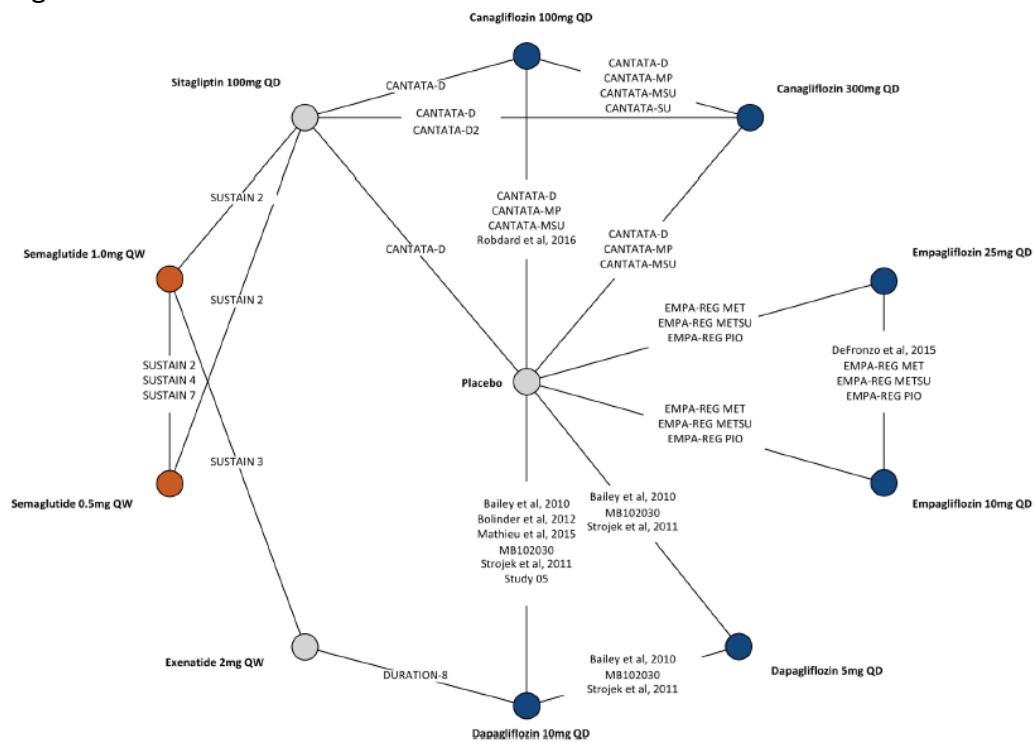 Canagliflozin 100mg QD
Sitagliptin 100mg QD
CANTATA-D
CANTATA-D
CANTATA-MP
CANTATA-MSU
CANTATA-SU
Canagliflozin 300mg QD
CANTATA-D
CANTATA-D2
SUSTAIN 2
CANTATA-D
CANTATA-MP
CANTATA-MSU
Robdard et al, 2016
CANTATA-D
CANTATA-D
CANTATA-MP
CANTATA-MSU
Semaglutide 1.0mg QW
Empagliflozin 25mg QD
SUSTAIN 2
EMPA-REG MET
EMPA-REG METSU
EMPA-REG PIO
DeFronzo et al, 2015
EMPA-REG MET
EMPA-REG METSU
EMPA-REG PIO
SUSTAIN 2
SUSTAIN 4
SUSTAIN 7
Placebo
EMPA-REG MET
EMPA-REG METSU
EMPA-REG PIO
SUSTAIN 3
Semaglutide 0.5mg QW
Empagliflozin 10mg QD
Bailey et al, 2010
Bolinder et al, 2012
Mathieu et al, 2015
MB102030
Strojek et al, 2011
Study 05
Bailey et al, 2010
MB102030
Strojek et al, 2011
Exenatide 2mg QW
DURATION-8
Bailey et al, 2010
MB102030
Strojek et al, 2011
Dapagliflozin 5mg QD
Dapagliflozin 10mg QD